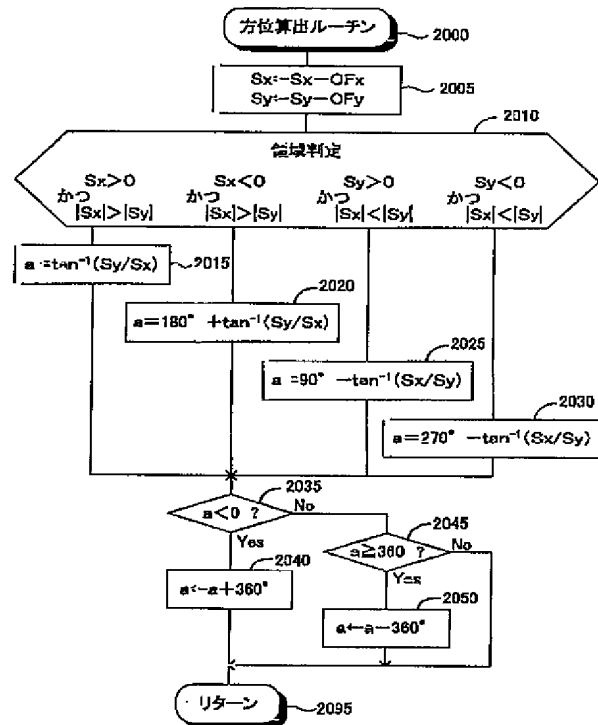 方位算出ルーチン
2000
Sx←Sx−OFx
Sy←Sy−OFy
2005
2010
領域判定
Sx>0
かつ
|Sx|>|Sy|
Sx<0
かつ
|Sx|>|Sy|
Sy>0
かつ
|Sx|<|Sy|
Sy<0
かつ
|Sx|<|Sy|
a=tan⁻¹(Sy/Sx)
2015
2020
a=180° +tan⁻¹(Sy/Sx)
2025
a=90° −tan⁻¹(Sx/Sy)
2030
a=270° −tan⁻¹(Sx/Sy)
2035
a<0 ?
No
Yes
2045
a≧360 ?
No
Yes
2040
a←a+360°
2050
a←a−360°
リターン
2095